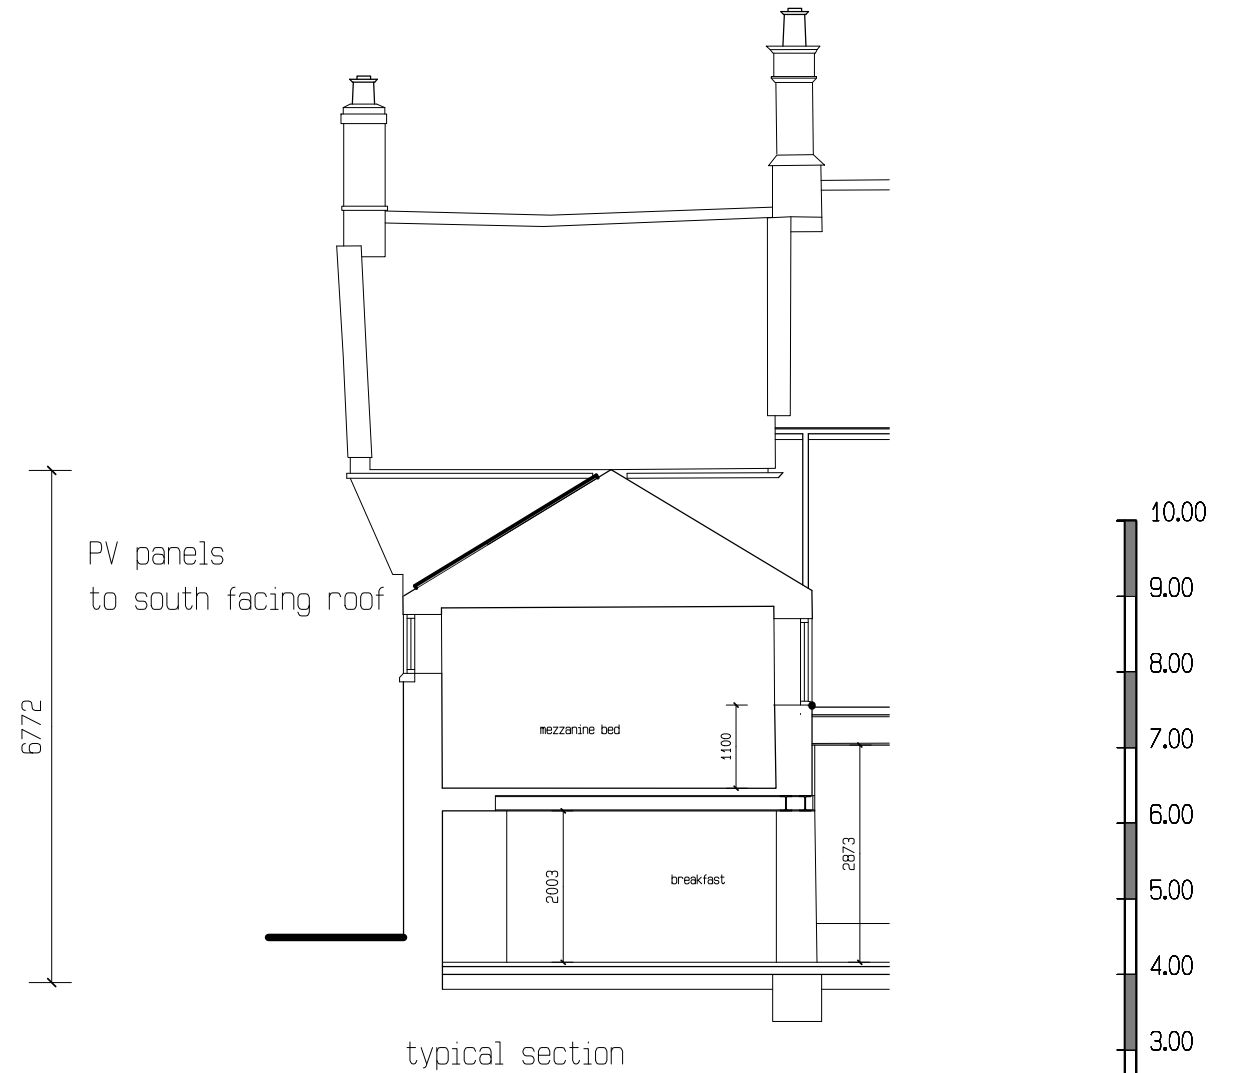 10.00
PV panels
9.00
to south facing roof
8.00
6772
7.00
mezzanine bed
1100
6.00
2873
5.00
2003
breakfast
4.00
3.00
typical section